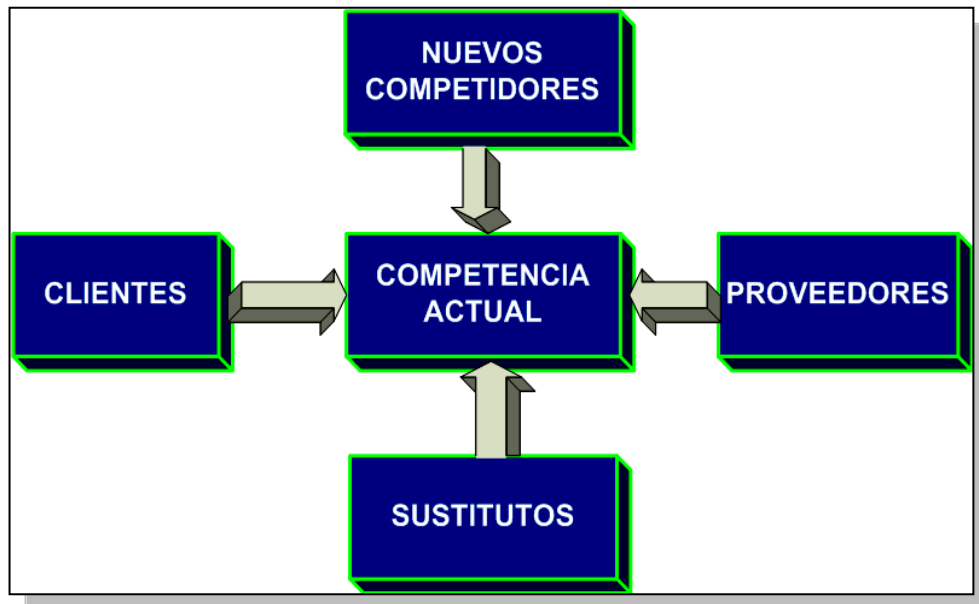 NUEVOS
COMPETIDORES
CLIENTES
COMPETENCIA
ACTUAL
PROVEEDORES
SUSTITUTOS